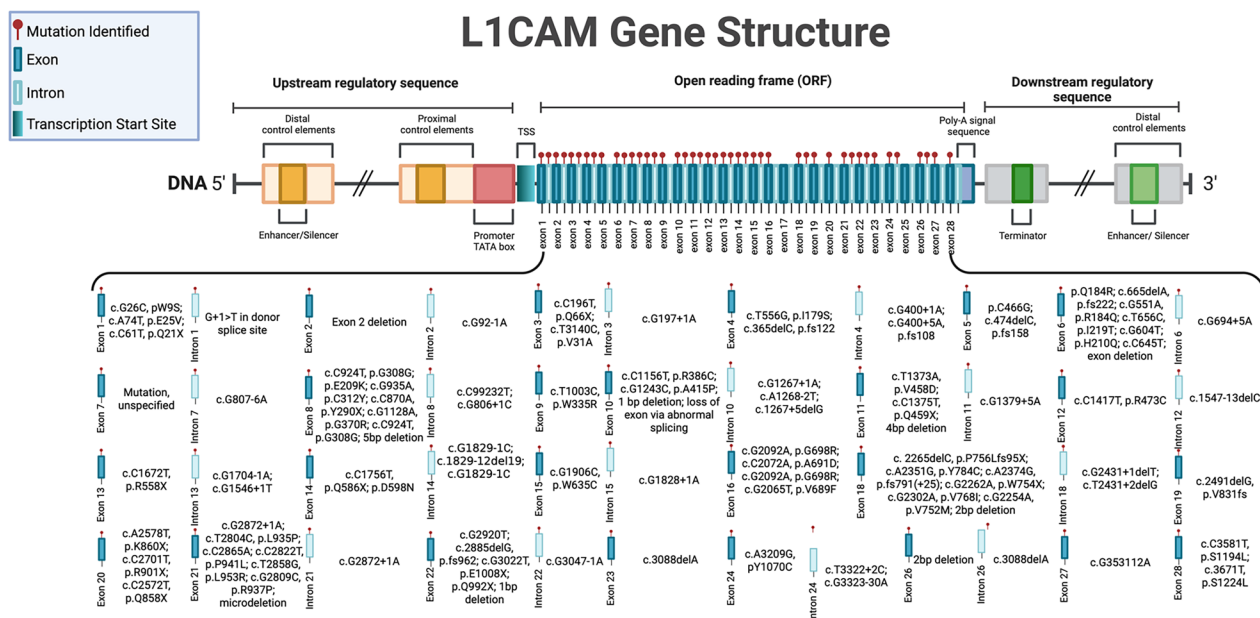 L1CAM Gene Structure
Mutation Identified
Exon
Intron
Transcription Start Site
Upstream regulatory sequence
Open reading frame (ORF)
Downstream regulatory
sequence
Distal
control elements
Proximal
control elements
TSS
Poly-A signal
sequence
Distal
control elements
DNA 5'
3'
Enhancer/Silencer
Promoter
TATA box
exon 1
exon 2
exon 3
exon 4
exon 5
exon 6
exon 7
exon 8
exon 9
exon 10
exon 11
exon 12
exon 13
exon 14
exon 15
exon 16
exon 17
exon 18
exon 19
exon 20
exon 21
exon 22
exon 23
exon 24
exon 25
exon 26
exon 27
exon 28
Terminator
Enhancer/ Silencer
Exon 1
c.G26C, pW9S;
c.A74T, p.E25V;
c.C61T, p.Q21X
Intron 1
G+1>T in donor
splice site
Exon 2
Exon 2 deletion
Intron 2
c.G92-1A
Exon 3
c.C196T,
p.Q66X
c.T3140C,
p.V31A
Intron 3
c.G197+1A
Exon 4
c.T556G, p.I179S;
c.365delC, p.fs122
Intron 4
c.G400+1A;
c.G400+5A,
p.fs108
Exon 5
p.C466G;
c.474delC,
p.fs158
Exon 6
p.Q184R; c.665delA,
p.fs222; c.G551A,
p.R184Q; c.T656C,
p.I219T; c.G604T;
p.H210Q; c.C645T;
exon deletion
Intron 6
c.G694+5A
Exon 7
Mutation,
unspecified
Intron 7
c.G807-6A
Exon 8
c.C924T, p.G308G;
p.E209K; c.G935A,
p.C312Y; c.C870A,
p.Y290X; c.G1128A,
p.G370R; c.C924T,
p.G308G; 5bp deletion
Intron 8
c.C99232T;
c.G806+1C
Exon 9
c.T1003C,
p.W335R
Exon 10
c.C1156T, p.R386C;
c.G1243C, p.A415P;
1 bp deletion; loss of
exon via abnormal
splicing
Intron 10
c.G1267+1A;
c.A1268-2T;
c.1267+5delG
Exon 11
c.T1373A,
p.V458D;
c.C1375T,
p.Q459X;
4bp deletion
Intron 11
c.G1379+5A
Exon 12
c.C1417T, p.R473C
Intron 12
c.1547-13delC
Exon 13
c.C1672T,
p.R558X
Intron 13
c.G1704-1A;
c.G1546+1T
Exon 14
c.C1756T,
p.Q586X; p.D598N
Intron 14
c.G1829-1C;
c.1829-12del19;
c.G1829-1C
Exon 15
c.G1906C,
p.W635C
Intron 15
c.G1828+1A
Exon 16
c.G2092A, p.G698R;
c.C2072A, p.A691D;
c.G2092A, p.G698R;
c.G2065T, p.V689F
Exon 18
c. 2265delC, p.P756Lfs95X;
c.A2351G, p.Y784C; c.A2374G,
p.fs791(+25); c.G2262A, p.W754X;
c.G2302A, p.V768I; c.G2254A,
p.V752M; 2bp deletion
Intron 18
c.G2431+1delT;
c.T2431+2delG
Exon 19
c.2491delG,
p.V831fs
Exon 20
c.A2578T,
p.K860X;
c.C2701T,
p.R901X;
c.C2572T,
p.Q858X
Exon 21
c.G2872+1A;
c.T2804C, p.L935P;
c.C2865A; c.C2822T,
p.P941L; c.T2858G,
p.L953R; c.G2809C,
p.R937P;
microdeletion
Intron 21
c.G2872+1A
Exon 22
c.G2920T;
c.2885delG,
p.fs962; c.G3022T,
p.E1008X;
p.Q992X; 1bp
deletion
Intron 22
c.G3047-1A
Exon 23
c.3088delA
Exon 24
c.A3209G,
pY1070C
Intron 24
c.T3322+2C;
c.G3323-30A
Exon 26
2bp deletion
Intron 26
c.3088delA
Exon 27
c.G353112A
Exon 28
c.C3581T,
p.S1194L;
c.3671T,
p.S1224L